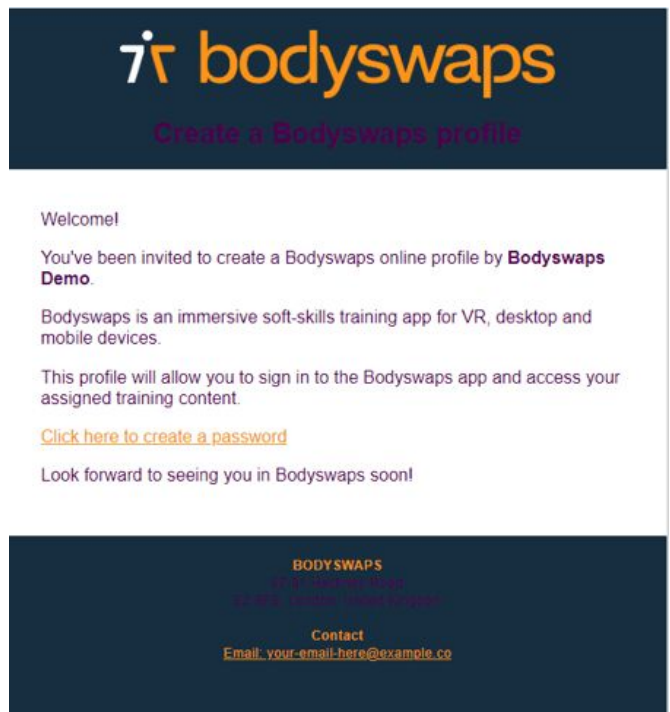 bodyswaps
Create a Bodyswaps profile
Welcome!
You've been invited to create a Bodyswaps online profile by Bodyswaps
Demo.
Bodyswaps is an immersive soft-skills training app for VR, desktop and
mobile devices.
This profile will allow you to sign in to the Bodyswaps app and access your
assigned training content.
Click here to create a password
Look forward to seeing you in Bodyswaps soon!
BODYSWAPS
London, United Kingdom
Contact
Email: your-email-here@example.co